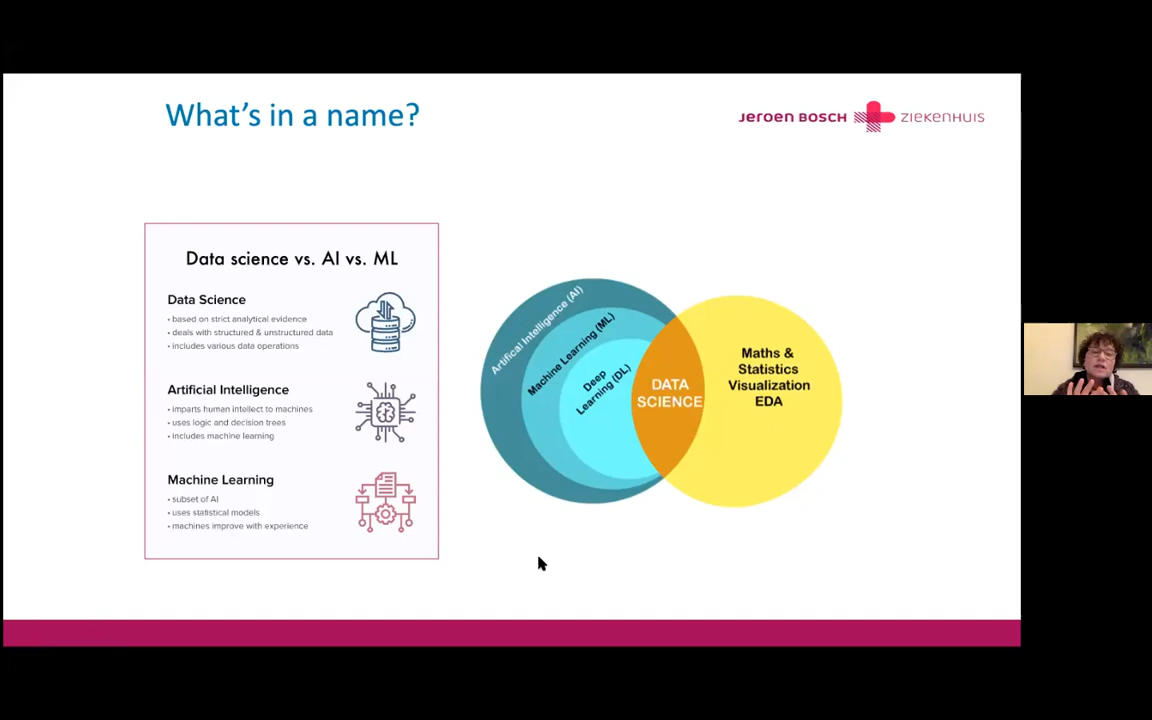 What's in a name?
JEROEN BOSCH ZIEKENHUIS
Data science vs. AI vs. ML
Data Science
• based on strict analytical evidence
• deals with structured & unstructured data
• includes various data operations
Artificial Intelligence
• imparts human intellect to machines
• uses logic and decision trees
• includes machine learning
Machine Learning
• subset of AI
• uses statistical models
• machines improve with experience
Artifical Intelligence (AI)
Machine Learning (ML)
Deep
Learning (DL)
DATA
SCIENCE
Maths &
Statistics
Visualization
EDA